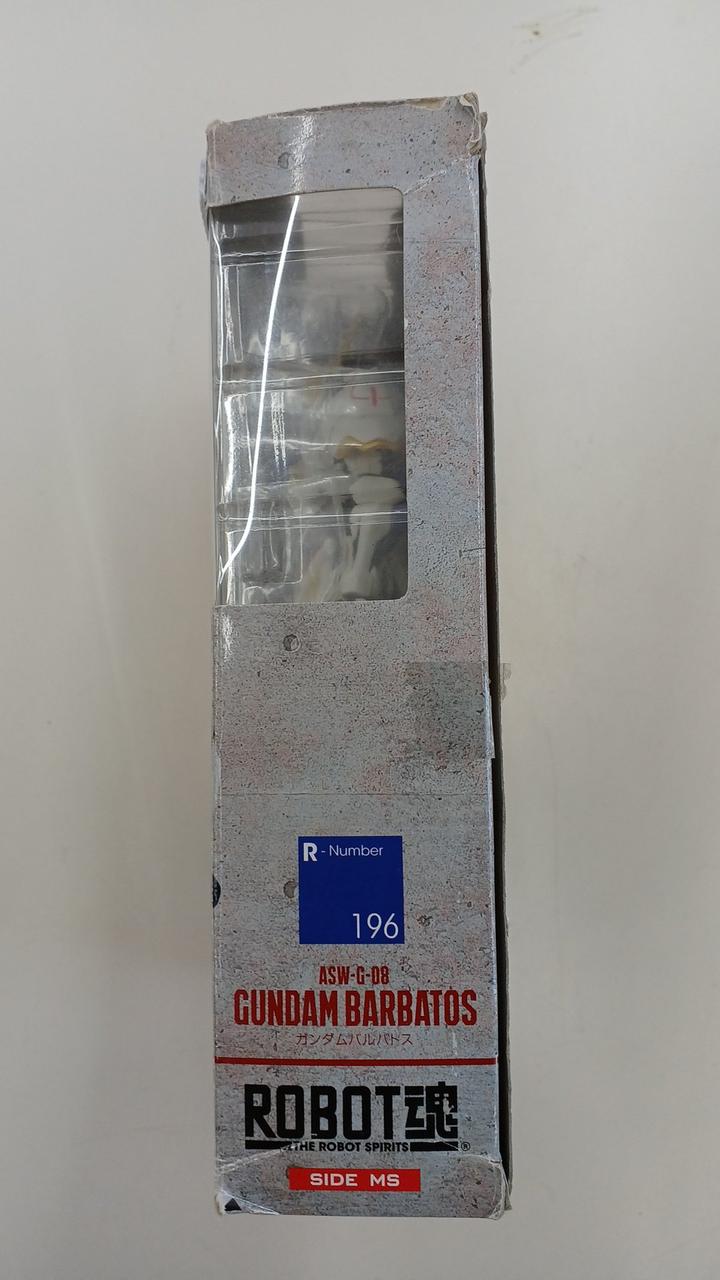 R - Number
196
ASW-G-08
GUNDAM BARBATOS
ガンダムバルバトス
ROBOT魂
THE ROBOT SPIRITS ®
SIDE MS